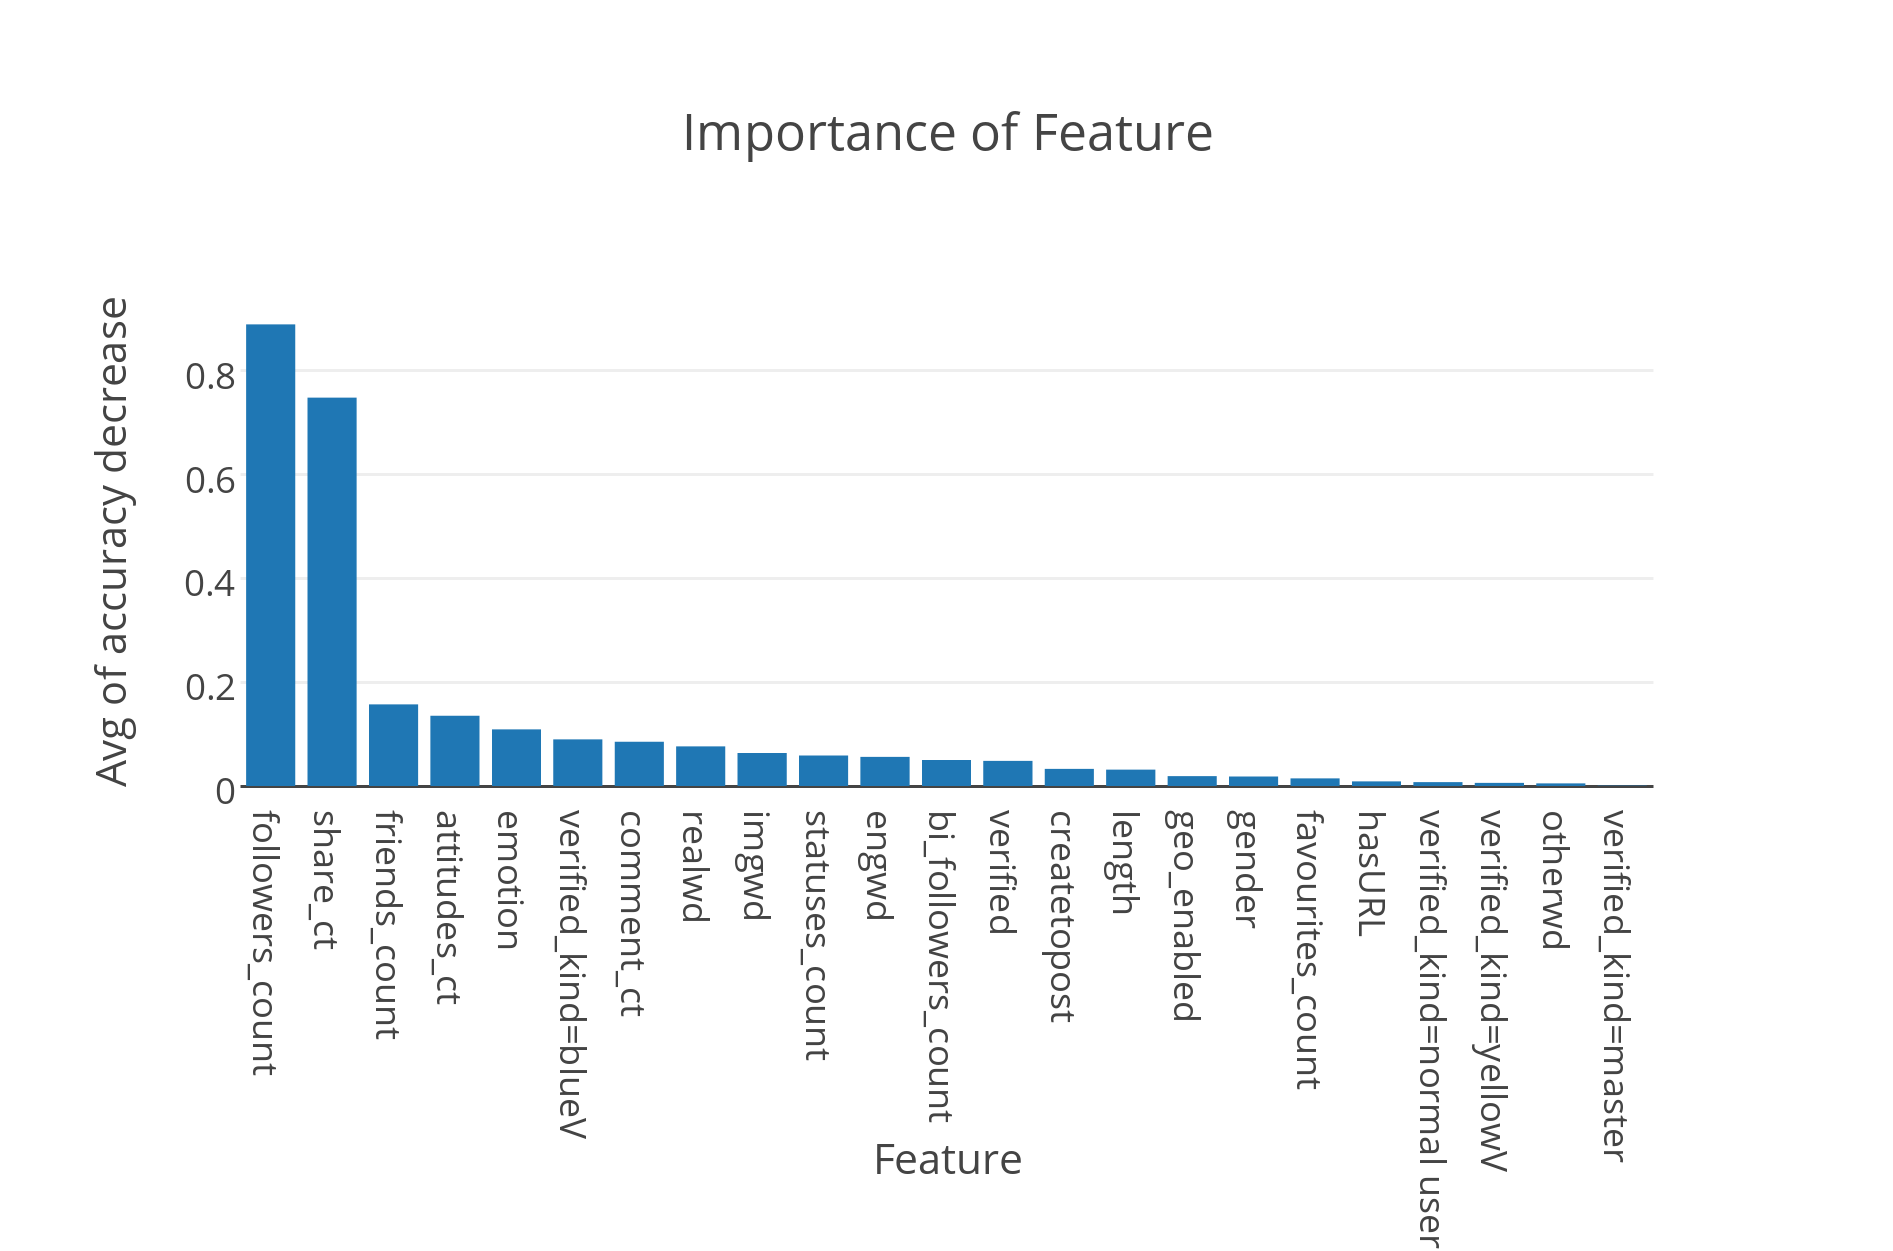 Importance of Feature
Avg of accuracy decrease
0.8
0.6
0.4
0.2
0
followers_count
share_ct
friends_count
attitudes_ct
emotion
verified_kind=blueV
comment_ct
realwd
imgwd
statuses_count
engwd
bi_followers_count
verified
createtopost
length
geo_enabled
gender
favourites_count
hasURL
verified_kind=normal user
verified_kind=yellowV
otherwd
verified_kind=master
Feature